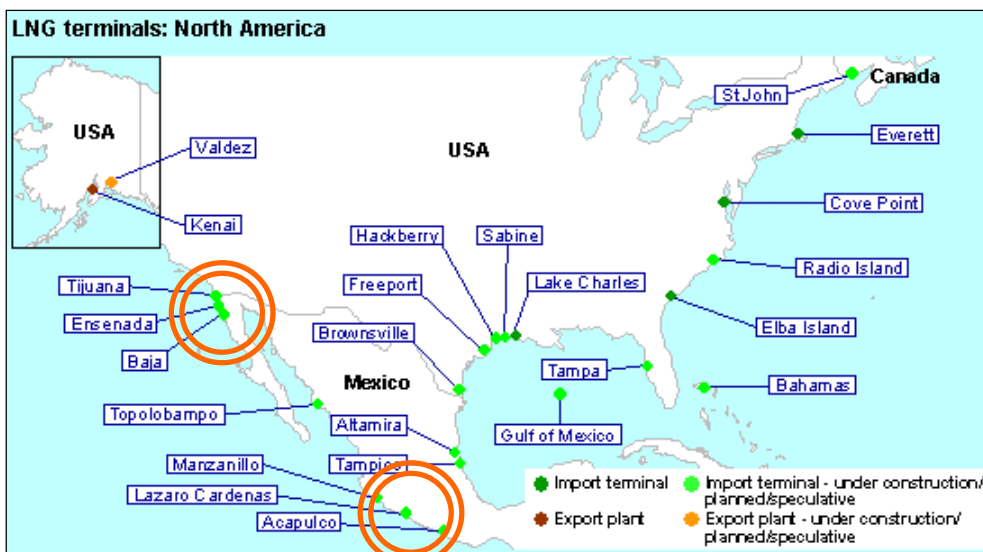 LNG terminals: North America
Canada
St John
USA
Valdez
USA
Everett
Kenai
Cove Point
Hackberry
Sabine
Tijuana
Freeport
Lake Charles
Radio Island
Ensenada
Brownsville
Elba Island
Baja
Mexico
Tampa
Bahamas
Topolobampo
Altamira
Gulf of Mexico
Manzanillo
Tampico
Lazaro Cardenas
Acapulco
Import terminal
Import terminal - under construction/
planned/speculative
Export plant
Export plant - under construction/
planned/speculative